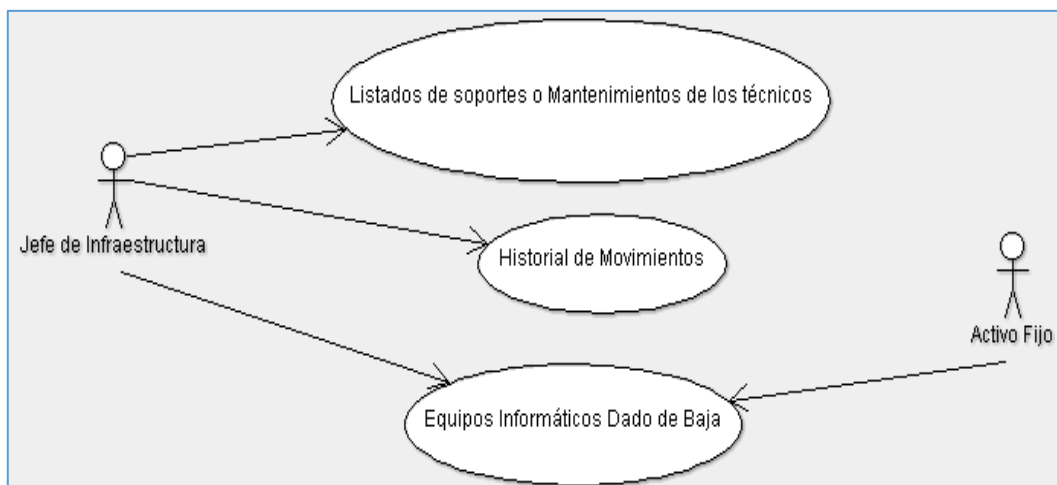 Listados de soportes o Mantenimientos de los técnicos
Jefe de Infraestructura
Historial de Movimientos
Activo Fijo
Equipos Informáticos Dado de Baja